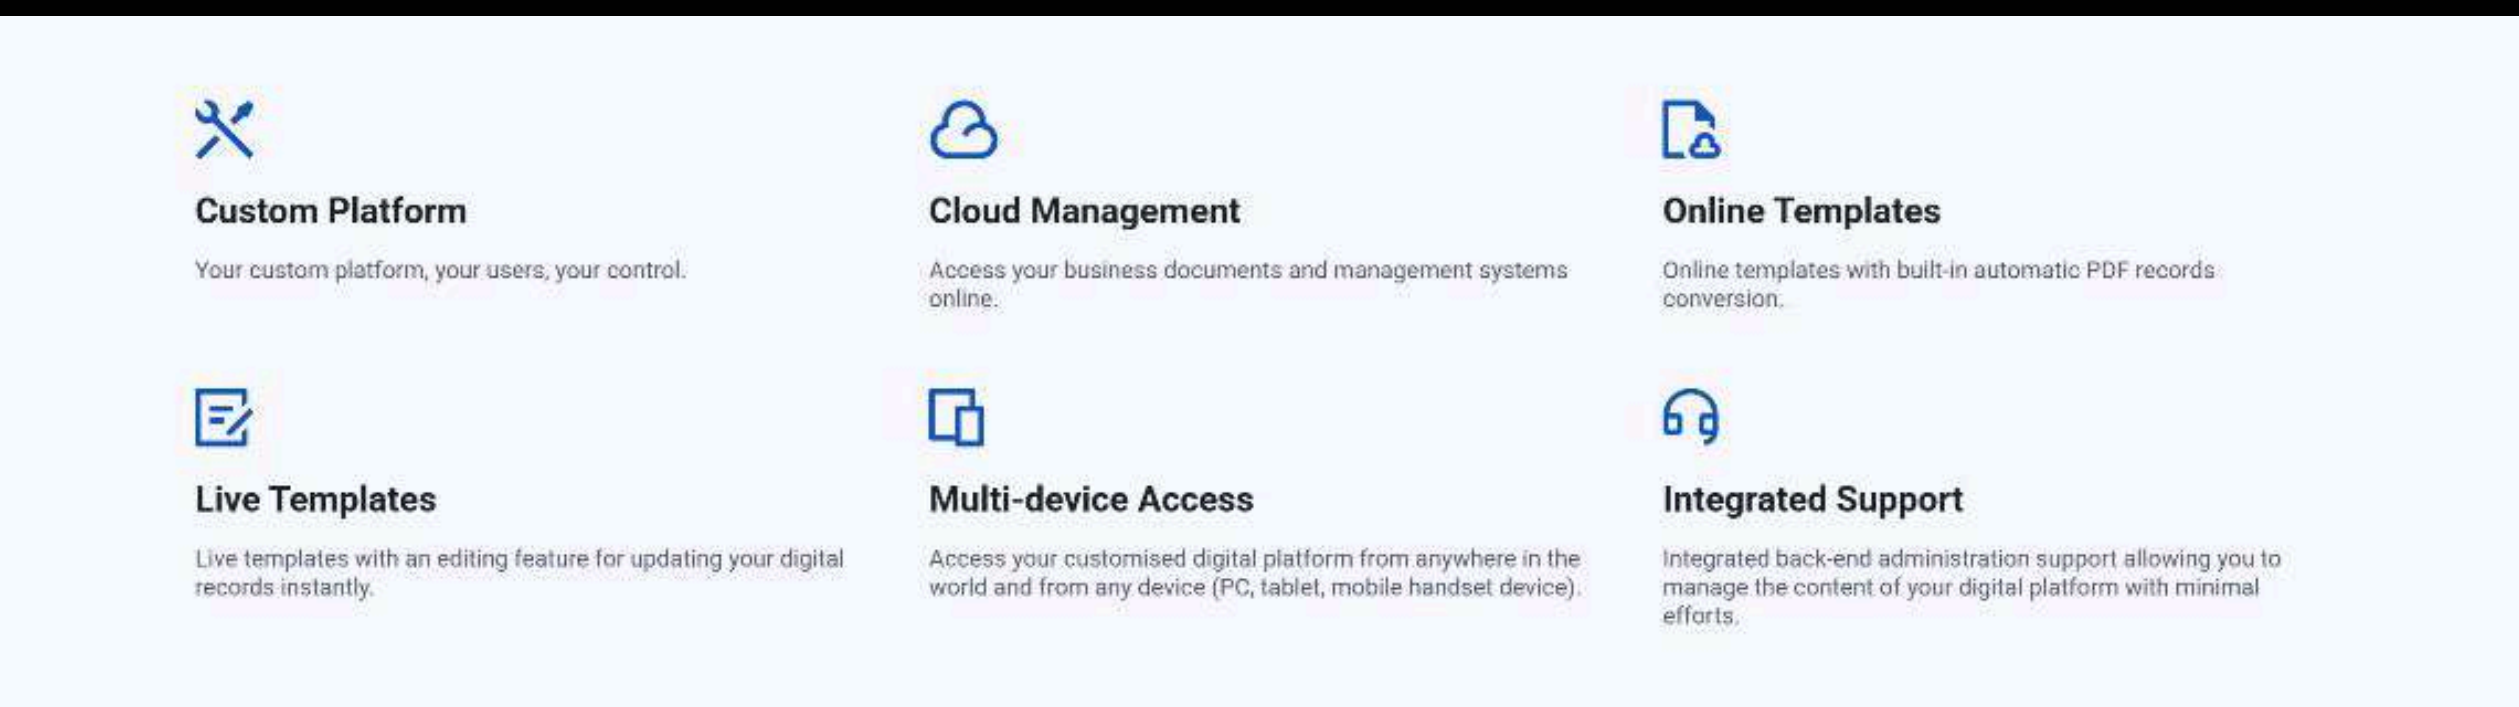 Custom Platform
Your custom platform, your users, your control.
Cloud Management
Access your business documents and management systems
online.
Online Templates
Online templates with built-in automatic PDF records
conversion.
Live Templates
Live templates with an editing feature for updating your digital
records instantly.
Multi-device Access
Access your customised digital platform from anywhere in the
world and from any device (PC, tablet, mobile handset device).
Integrated Support
Integrated back-end administration support allowing you to
manage the content of your digital platform with minimal
efforts.